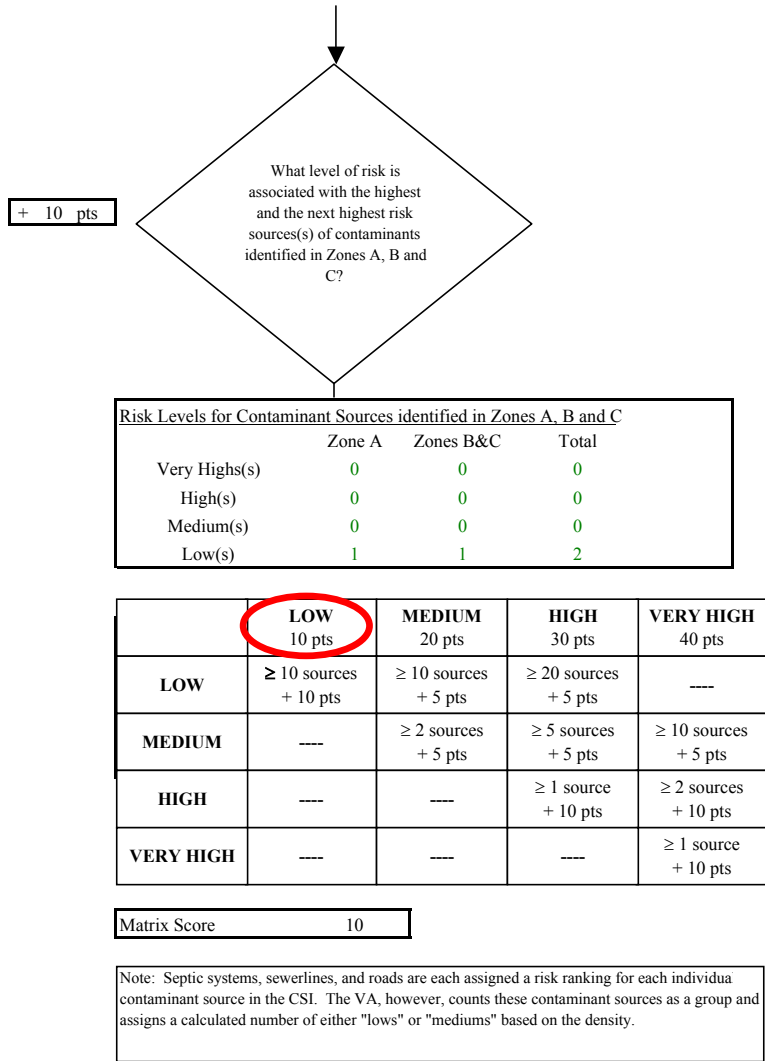 What level of risk is
associated with the highest
and the next highest risk
sources(s) of contaminants
identified in Zones A, B and
C?
+ 10 pts
Risk Levels for Contaminant Sources identified in Zones A, B and C
Zone A Zones B&C Total
Very Highs(s) 0 0 0
High(s) 0 0 0
Medium(s) 0 0 0
Low(s) 1 1 2
LOW MEDIUM HIGH VERY HIGH
10 pts 20 pts 30 pts 40 pts
LOW ≥ 10 sources ≥ 10 sources ≥ 20 sources ----
+ 10 pts + 5 pts + 5 pts
MEDIUM ---- ≥ 2 sources ≥ 5 sources ≥ 10 sources
+ 5 pts + 5 pts + 5 pts
HIGH ---- ---- ≥ 1 source ≥ 2 sources
+ 10 pts + 10 pts
VERY HIGH ---- ---- ---- ≥ 1 source
+ 10 pts
Matrix Score 10
Note: Septic systems, sewerlines, and roads are each assigned a risk ranking for each individua
contaminant source in the CSI. The VA, however, counts these contaminant sources as a group and
assigns a calculated number of either "lows" or "mediums" based on the density.